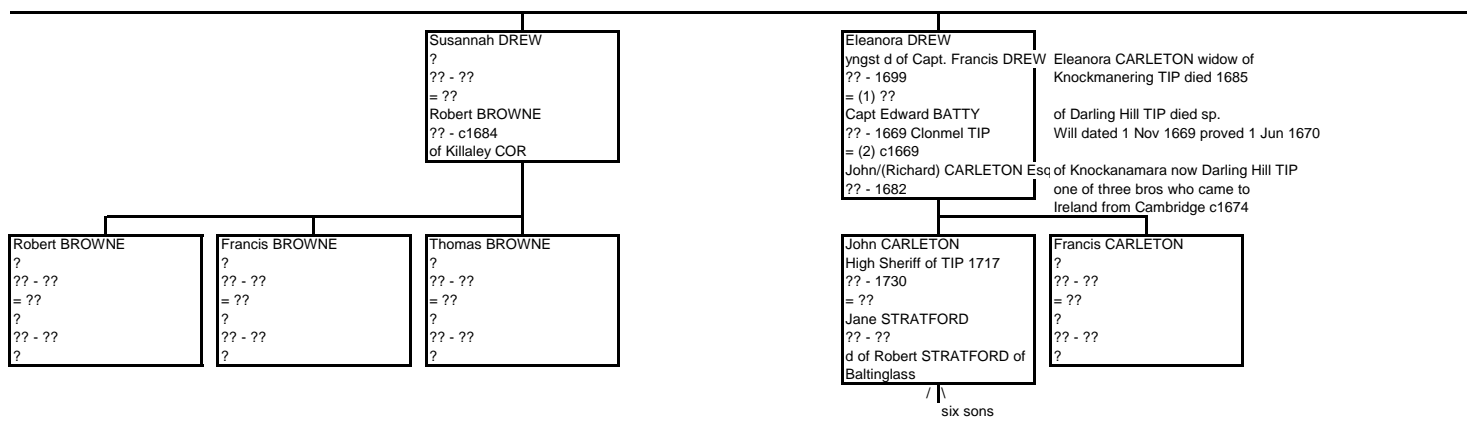 Susannah DREW
?
?? - ??
= ??
Robert BROWNE
?? - c1684
of Killaley COR
Eleanora DREW
yngst d of Capt. Francis DREW
?? - 1699
= (1) ??
Capt Edward BATTY
?? - 1669 Clonmel TIP
= (2) c1669
John/(Richard) CARLETON Esq
?? - 1682
Eleanora CARLETON widow of
Knockmanering TIP died 1685
of Darling Hill TIP died sp.
Will dated 1 Nov 1669 proved 1 Jun 1670
of Knockanamara now Darling Hill TIP
one of three bros who came to
Ireland from Cambridge c1674
Robert BROWNE
?
?? - ??
= ??
?
?? - ??
?
Francis BROWNE
?
?? - ??
= ??
?
?? - ??
?
Thomas BROWNE
?
?? - ??
= ??
?
?? - ??
?
John CARLETON
High Sheriff of TIP 1717
?? - 1730
= ??
Jane STRATFORD
?? - ??
d of Robert STRATFORD of
Baltinglass
Francis CARLETON
?
?? - ??
= ??
?
?? - ??
?
/ \
six sons